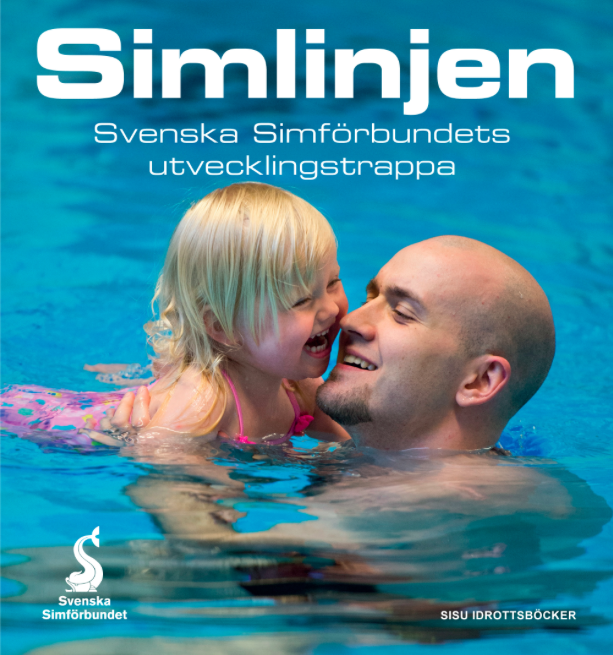 Simlinjen
Svenska Simförbundets
utvecklingstrappa
Svenska
Simförbundet
SISU IDROTTSBÖCKER